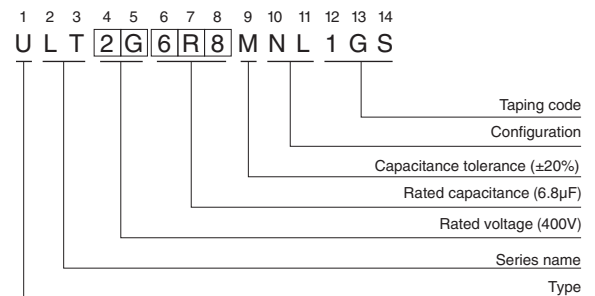 1 2 3 4 5 6 7 8 9 10 11 12 13 14
U L T 2 G 6 R 8 M N L 1 G S
Taping code
Configuration
Capacitance tolerance (±20%)
Rated capacitance (6.8µF)
Rated voltage (400V)
Series name
Type